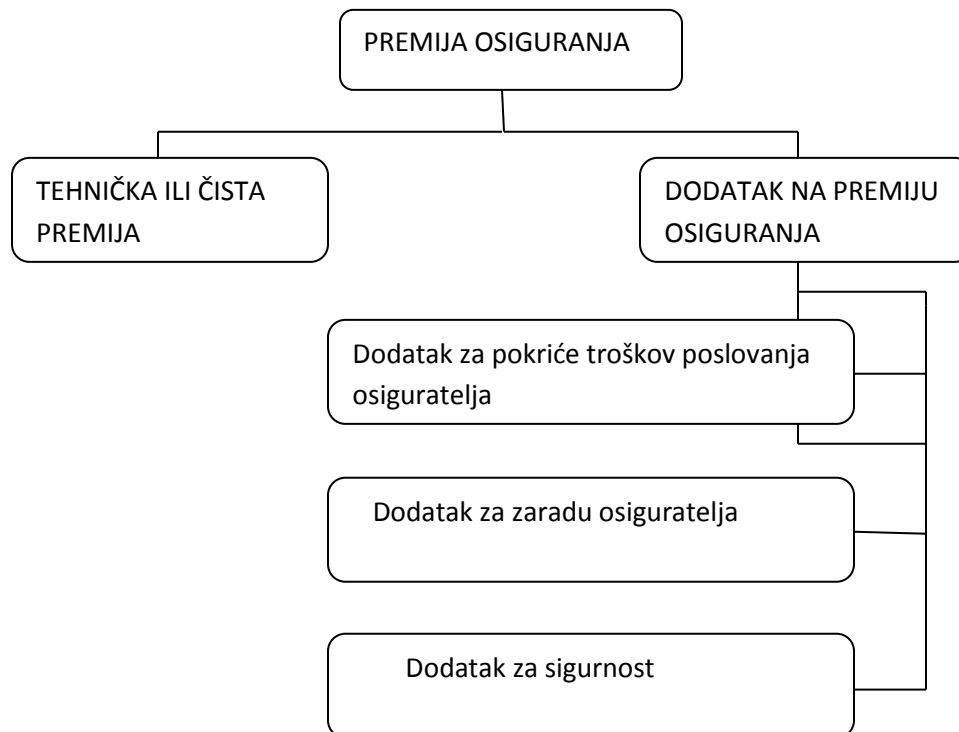 PREMIJA OSIGURANJA
TEHNIČKA ILI ČISTA
PREMIJA
DODATAK NA PREMIJU
OSIGURANJA
Dodatak za pokriće troškov poslovanja
osiguratelja
Dodatak za zaradu osiguratelja
Dodatak za sigurnost